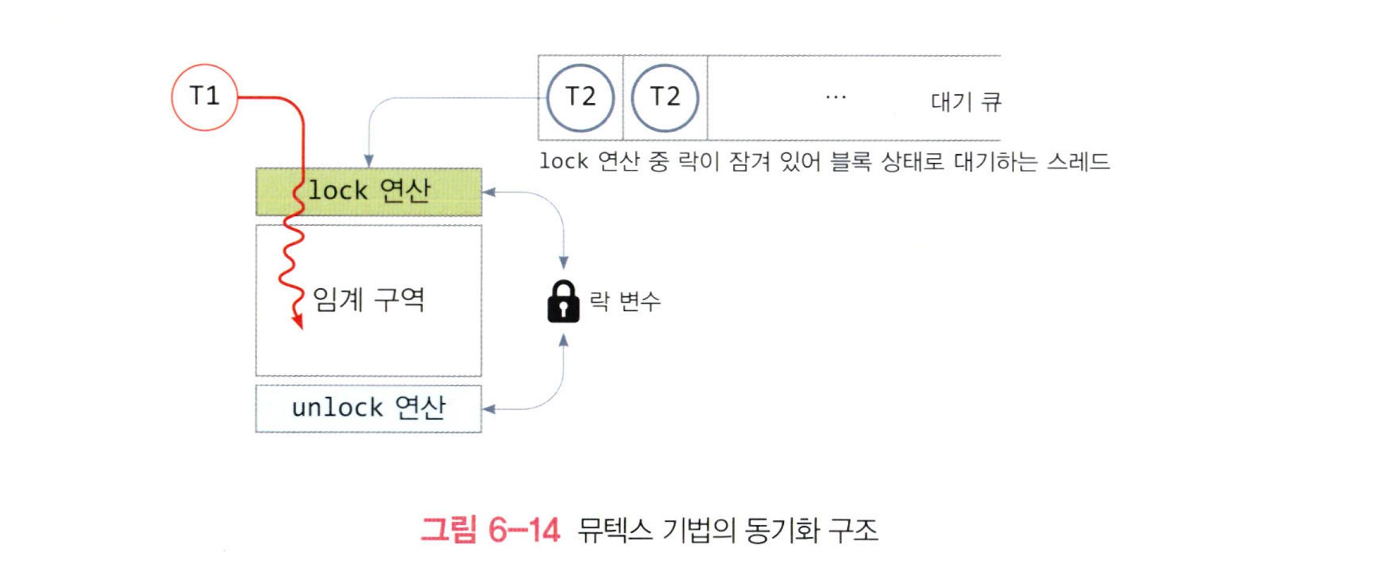 T1
T2
T2
...
대기 큐
lock 연산 중 락이 잠겨 있어 블록 상태로 대기하는 스레드
lock 연산
임계 구역
락 변수
unlock 연산
그림 6-14 뮤텍스 기법의 동기화 구조